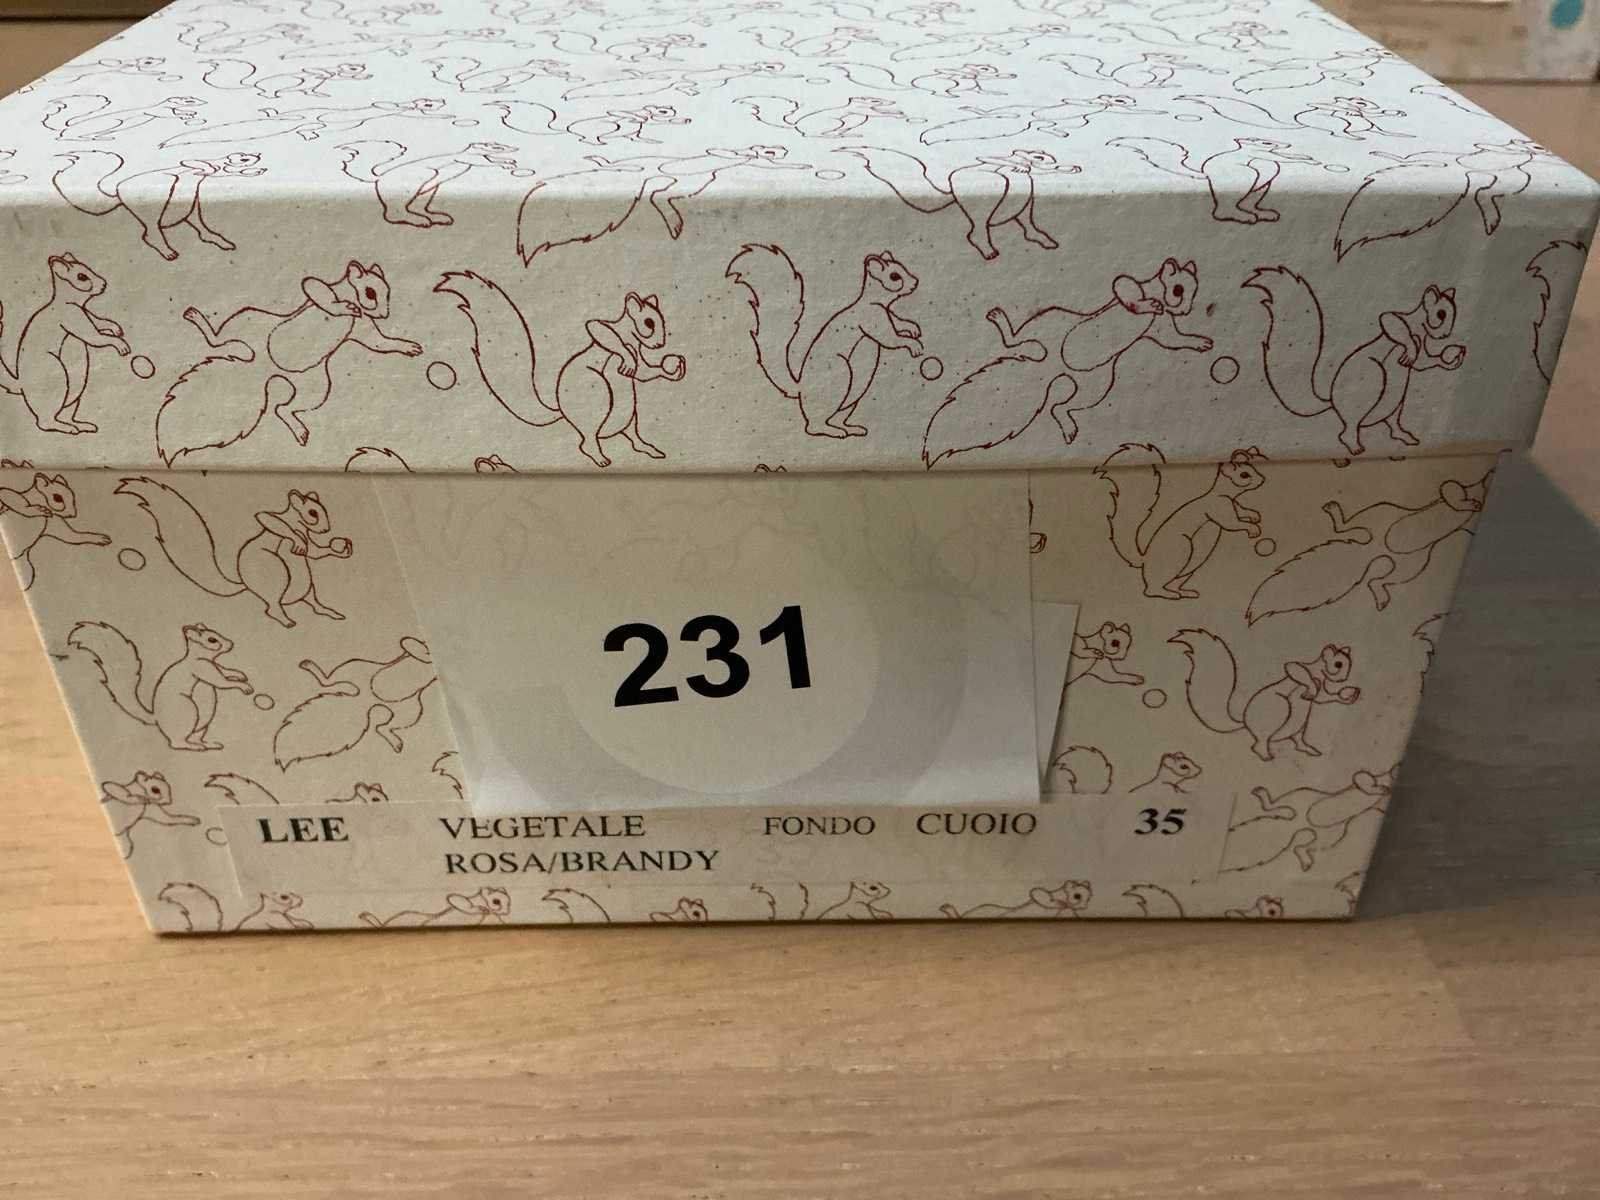 231
LEE VEGETALE FONDO CUOIO 35
ROSA/BRANDY